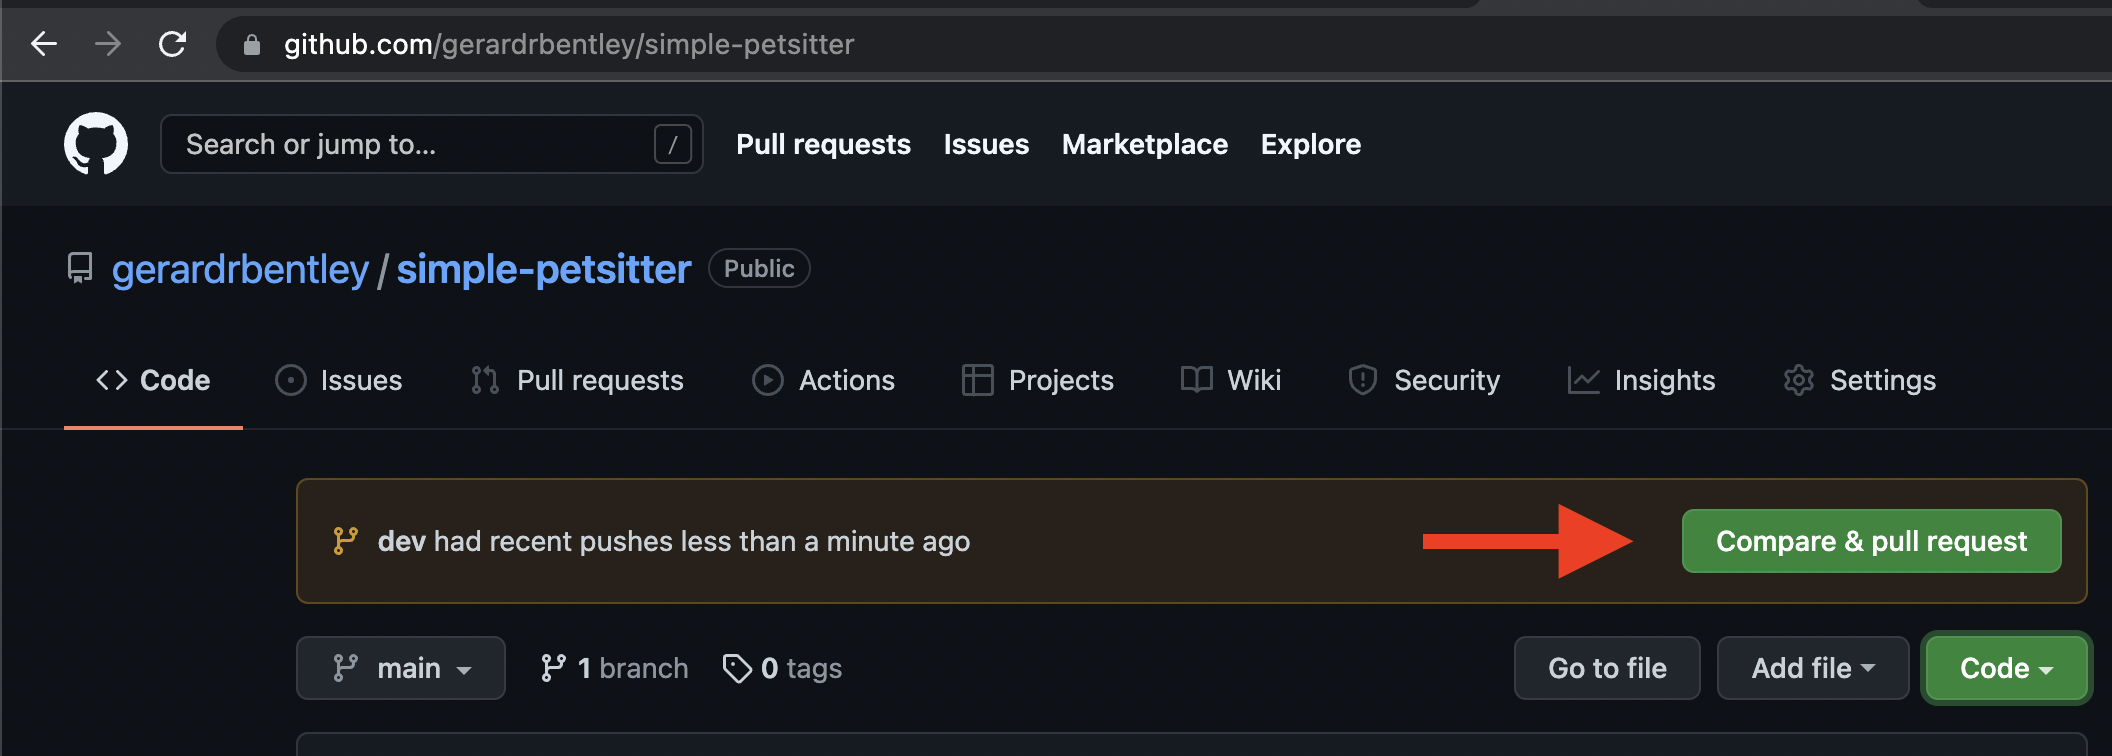 github.com/gerardrbentley/simple-petsitter
Search or jump to... / Pull requests Issues Marketplace Explore
gerardrbentley / simple-petsitter Public
Code Issues Pull requests Actions Projects Wiki Security Insights Settings
dev had recent pushes less than a minute ago Compare & pull request
main 1 branch 0 tags Go to file Add file Code